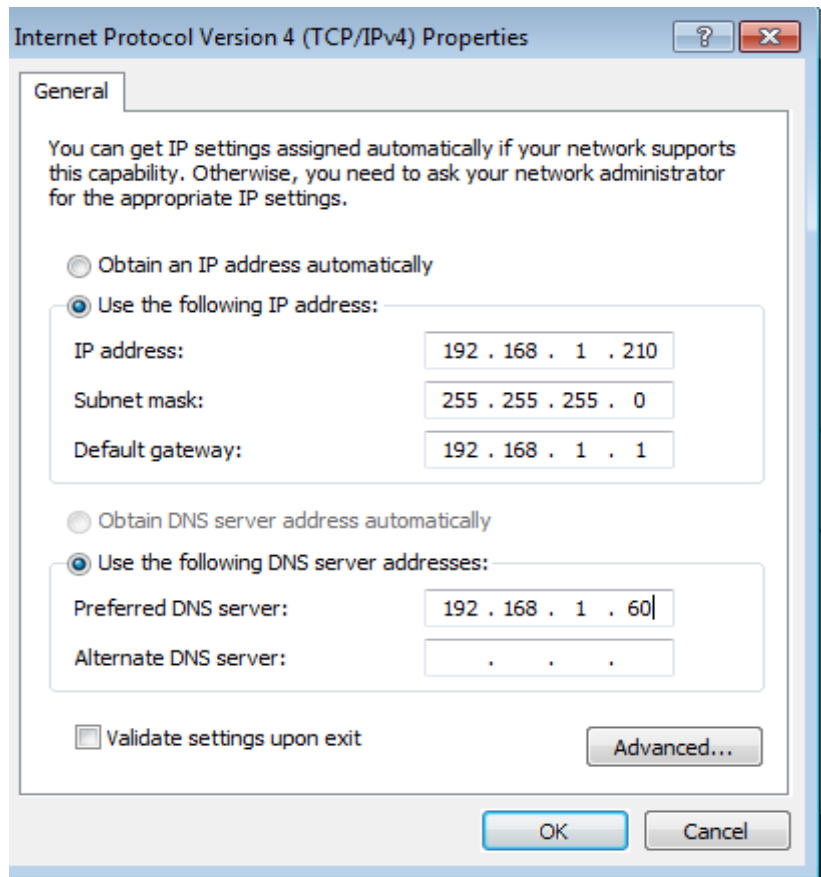 Internet Protocol Version 4 (TCP/IPv4) Properties
?
General
You can get IP settings assigned automatically if your network supports
this capability. Otherwise, you need to ask your network administrator
for the appropriate IP settings.
Obtain an IP address automatically
Use the following IP address:
IP address: 192 . 168 . 1 . 210
Subnet mask: 255 . 255 . 255 . 0
Default gateway: 192 . 168 . 1 . 1
Obtain DNS server address automatically
Use the following DNS server addresses:
Preferred DNS server: 192 . 168 . 1 . 60
Alternate DNS server: . . .
Validate settings upon exit
Advanced...
OK Cancel